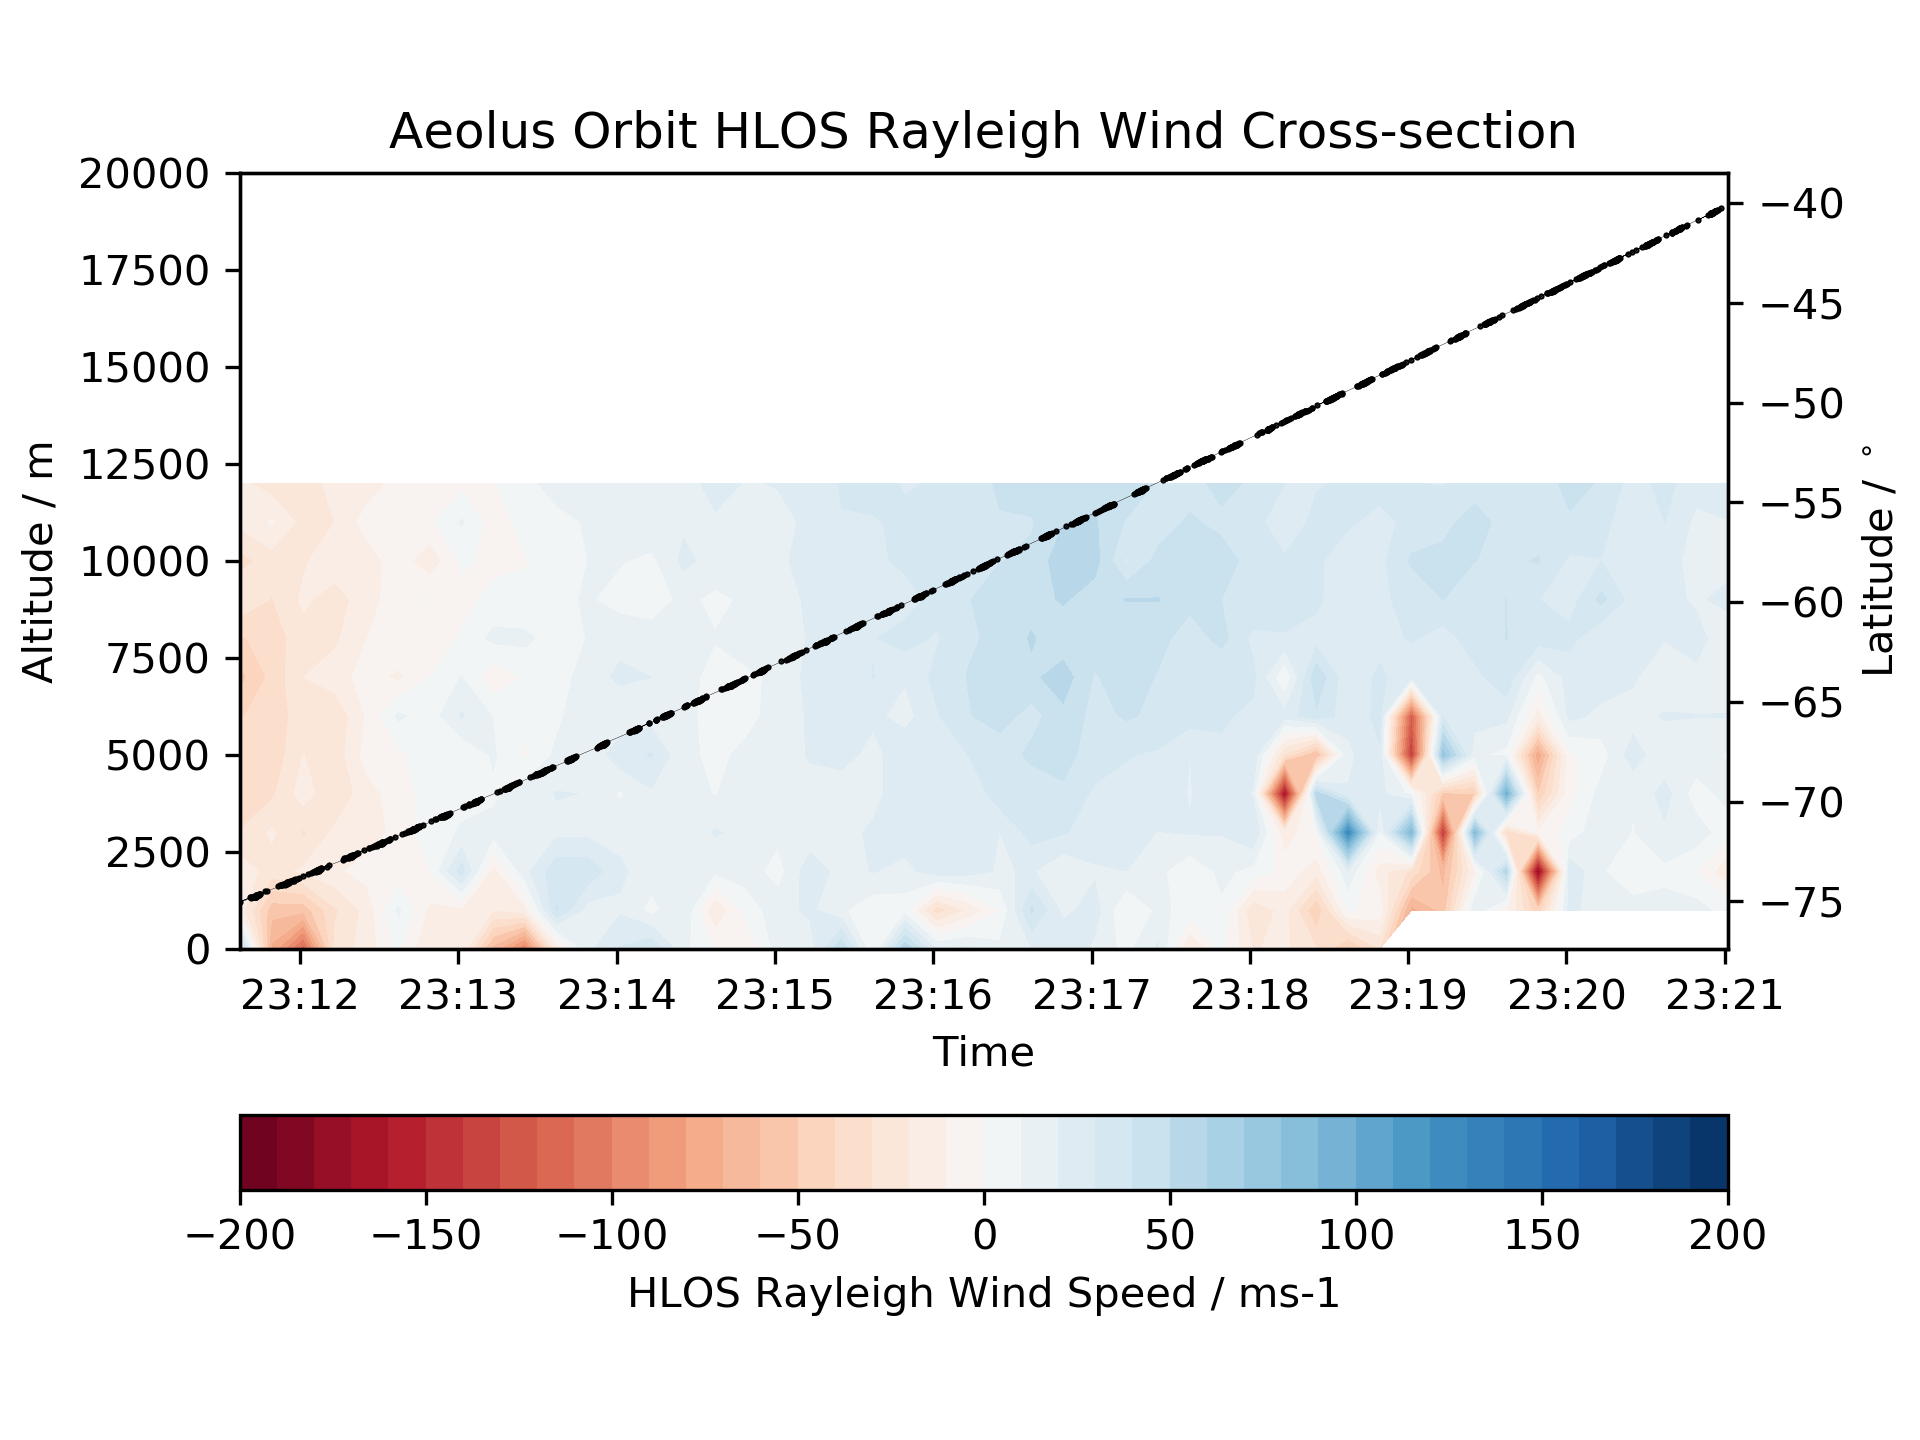 Aeolus Orbit HLOS Rayleigh Wind Cross-section
20000
17500
15000
12500
10000
7500
5000
2500
0
Altitude / m
−40
−45
−50
−55
−60
−65
−70
−75
Latitude / °
23:12 23:13 23:14 23:15 23:16 23:17 23:18 23:19 23:20 23:21
Time
−200 −150 −100 −50 0 50 100 150 200
HLOS Rayleigh Wind Speed / ms-1